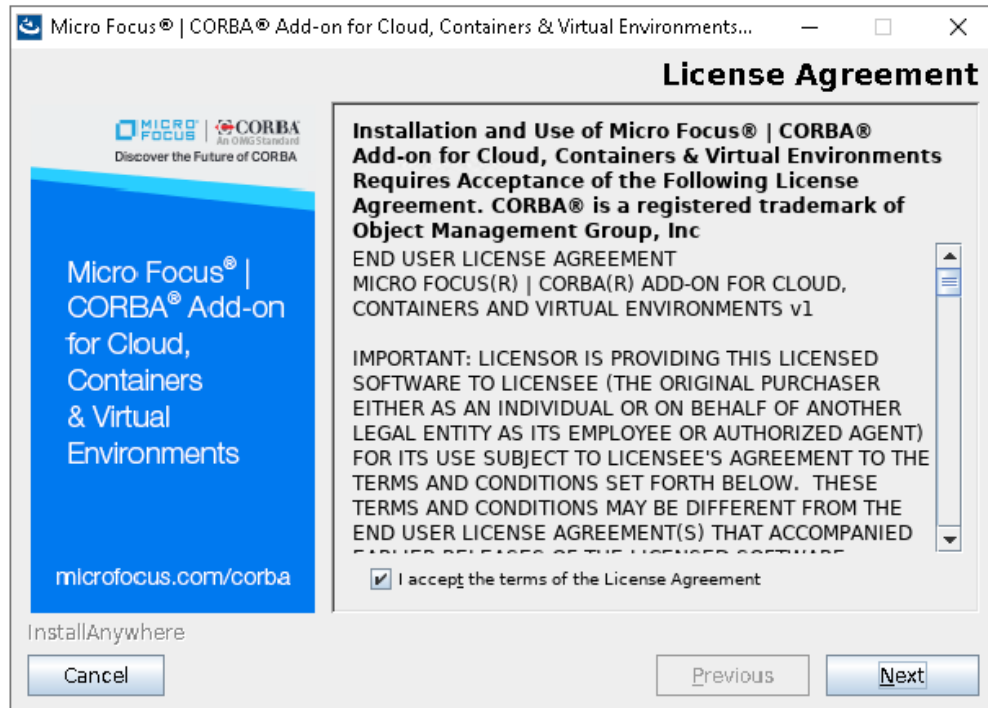 Micro Focus® | CORBA® Add-on for Cloud, Containers & Virtual Environments...
License Agreement
MICRO FOCUS | CORBA
An OMG Standard
Discover the Future of CORBA
Micro Focus® |
CORBA® Add-on
for Cloud,
Containers
& Virtual
Environments
microfocus.com/corba
Installation and Use of Micro Focus® | CORBA®
Add-on for Cloud, Containers & Virtual Environments
Requires Acceptance of the Following License
Agreement. CORBA® is a registered trademark of
Object Management Group, Inc
END USER LICENSE AGREEMENT
MICRO FOCUS(R) | CORBA(R) ADD-ON FOR CLOUD,
CONTAINERS AND VIRTUAL ENVIRONMENTS v1
IMPORTANT: LICENSOR IS PROVIDING THIS LICENSED
SOFTWARE TO LICENSEE (THE ORIGINAL PURCHASER
EITHER AS AN INDIVIDUAL OR ON BEHALF OF ANOTHER
LEGAL ENTITY AS ITS EMPLOYEE OR AUTHORIZED AGENT)
FOR ITS USE SUBJECT TO LICENSEE'S AGREEMENT TO THE
TERMS AND CONDITIONS SET FORTH BELOW. THESE
TERMS AND CONDITIONS MAY BE DIFFERENT FROM THE
END USER LICENSE AGREEMENT(S) THAT ACCOMPANIED
EARLIER RELEASES OF THE LICENSED SOFTWARE
I accept the terms of the License Agreement
InstallAnywhere
Cancel
Previous
Next